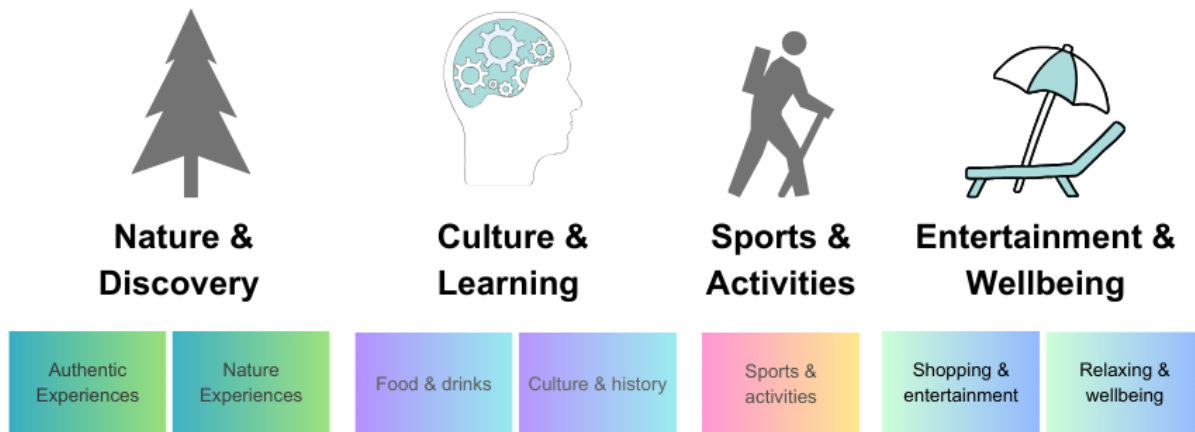 Nature &
Discovery
Culture &
Learning
Sports &
Activities
Entertainment &
Wellbeing
Authentic
Experiences
Nature
Experiences
Food & drinks
Culture & history
Sports &
activities
Shopping &
entertainment
Relaxing &
wellbeing